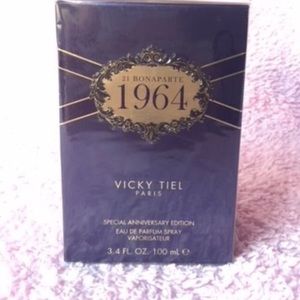 21 BONAPARTE
1964
VICKY TIEL
PARIS
SPECIAL ANNIVERSARY EDITION
EAU DE PARFUM SPRAY
VAPORISATEUR
3.4 FL. OZ. 100 mL ℮